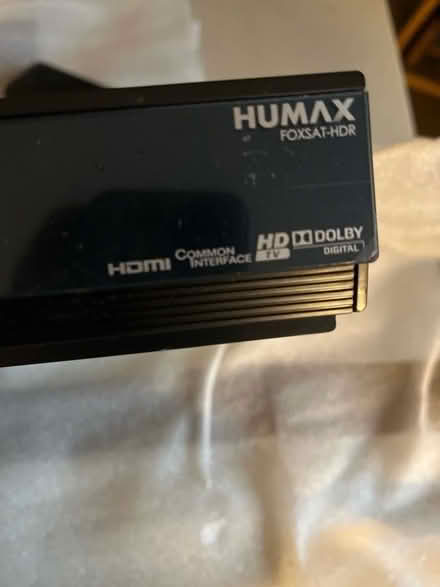 HUMAX
FOXSAT-HDR
HDMI COMMON INTERFACE HD TV DOLBY DIGITAL